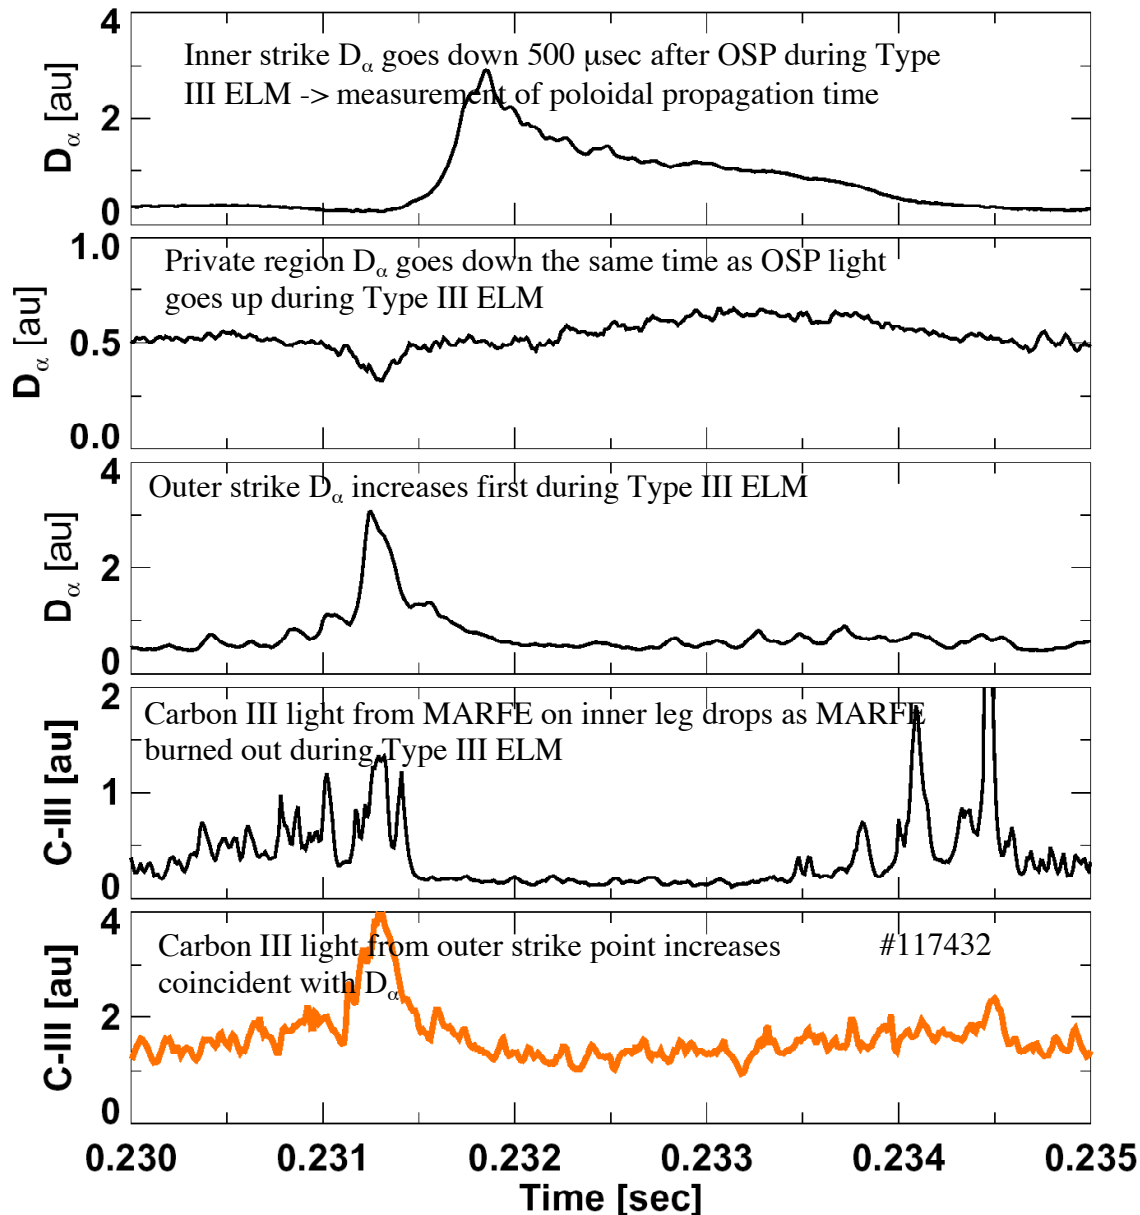 4
Inner strike Dα goes down 500 μsec after OSP during Type
III ELM -> measurement of poloidal propagation time
2
0
Dα [au]
1.0
Private region Dα goes down the same time as OSP light
goes up during Type III ELM
0.5
0.0
Dα [au]
4
Outer strike Dα increases first during Type III ELM
2
0
Dα [au]
2
Carbon III light from MARFE on inner leg drops as MARFE
burned out during Type III ELM
1
0
C-III [au]
4
Carbon III light from outer strike point increases #117432
coincident with Dα
2
0
C-III [au]
0.230 0.231 0.232 0.233 0.234 0.235
Time [sec]